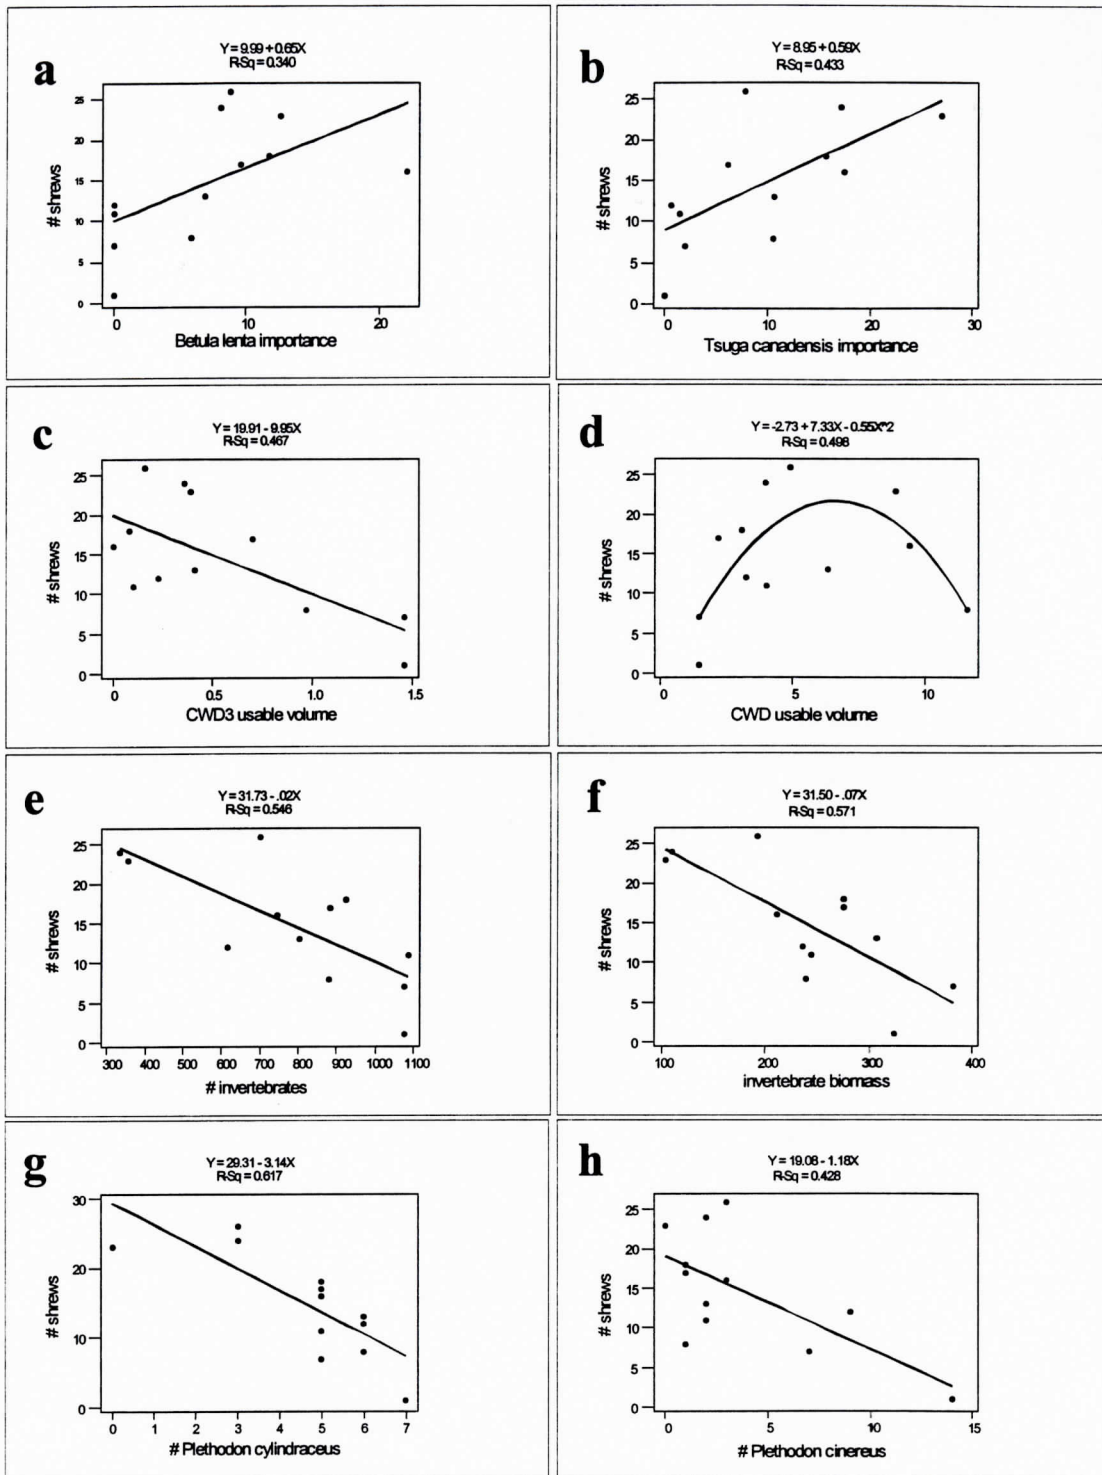 a
Y = 9.99 + 0.65X
R-Sq = 0.340
25
20
15
10
5
0
# shrews
0 10 20
Betula lenta importance
b
Y = 8.95 + 0.59X
R-Sq = 0.433
25
20
15
10
5
0
# shrews
0 10 20 30
Tsuga canadensis importance
c
Y = 19.91 - 9.95X
R-Sq = 0.467
25
20
15
10
5
0
# shrews
0 0.5 1.0 1.5
CWD3 usable volume
d
Y = -2.73 + 7.33X - 0.55X**2
R-Sq = 0.498
25
20
15
10
5
0
# shrews
0 5 10
CWD usable volume
e
Y = 31.73 - .02X
R-Sq = 0.546
25
20
15
10
5
0
# shrews
300 400 500 600 700 800 900 1000 1100
# invertebrates
f
Y = 31.50 - .07X
R-Sq = 0.571
25
20
15
10
5
0
# shrews
100 200 300 400
invertebrate biomass
g
Y = 29.31 - 3.14X
R-Sq = 0.617
30
20
10
0
# shrews
0 1 2 3 4 5 6 7
# Plethodon cylindraceus
h
Y = 19.08 - 1.18X
R-Sq = 0.428
25
20
15
10
5
0
# shrews
0 5 10 15
# Plethodon cinereus